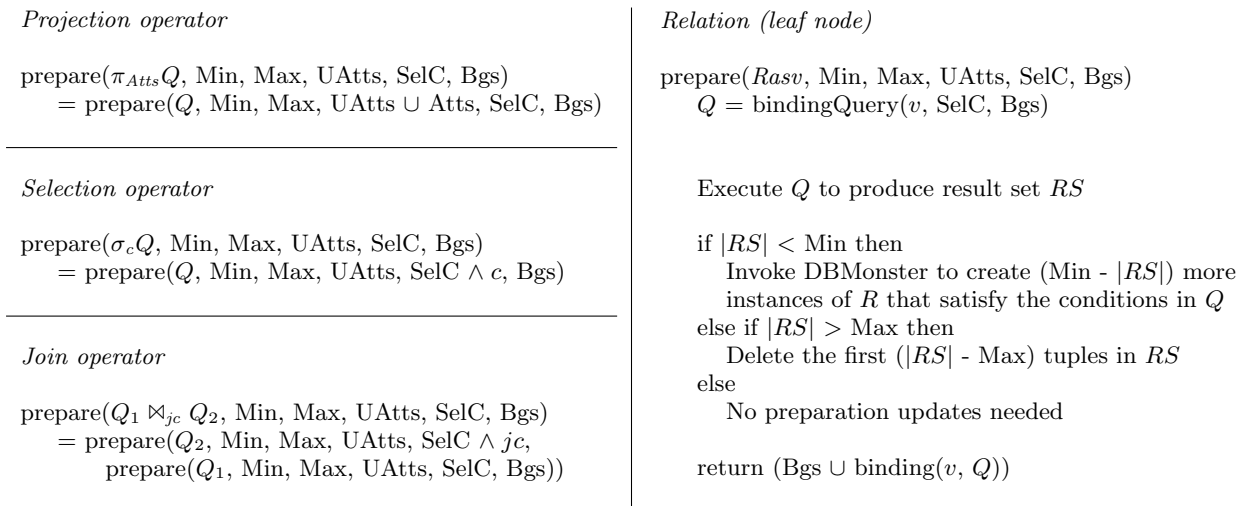 Projection operator
prepare(π_Atts Q, Min, Max, UAtts, SelC, Bgs)
= prepare(Q, Min, Max, UAtts ∪ Atts, SelC, Bgs)
Selection operator
prepare(σ_c Q, Min, Max, UAtts, SelC, Bgs)
= prepare(Q, Min, Max, UAtts, SelC ∧ c, Bgs)
Join operator
prepare(Q₁ ⋈_jc Q₂, Min, Max, UAtts, SelC, Bgs)
= prepare(Q₂, Min, Max, UAtts, SelC ∧ jc,
prepare(Q₁, Min, Max, UAtts, SelC, Bgs))
Relation (leaf node)
prepare(Rasv, Min, Max, UAtts, SelC, Bgs)
Q = bindingQuery(v, SelC, Bgs)
Execute Q to produce result set RS
if |RS| < Min then
Invoke DBMonster to create (Min - |RS|) more
instances of R that satisfy the conditions in Q
else if |RS| > Max then
Delete the first (|RS| - Max) tuples in RS
else
No preparation updates needed
return (Bgs ∪ binding(v, Q))